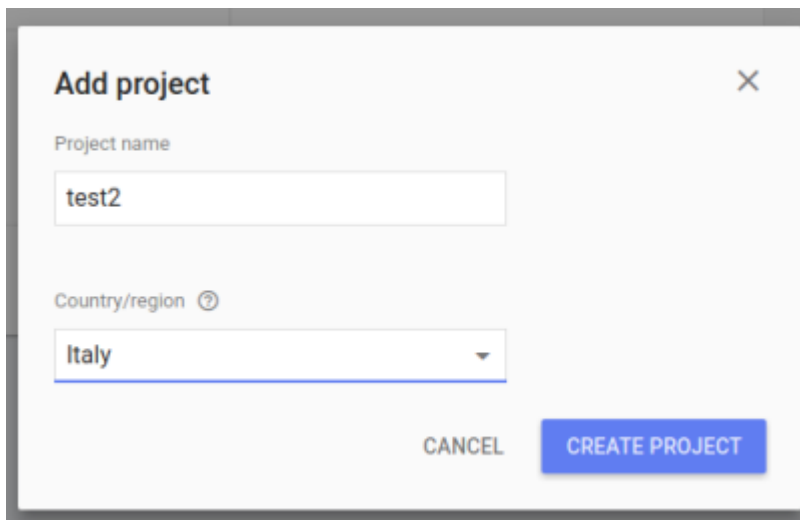 Add project
Project name
test2
Country/region
Italy
CANCEL CREATE PROJECT